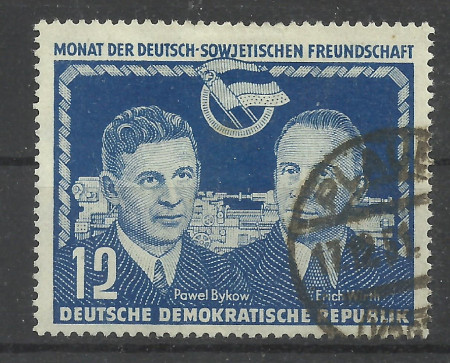 MONAT DER DEUTSCH-SOWJETISCHEN FREUNDSCHAFT
12
Pawel Bykow
Erich Wirth
DEUTSCHE DEMOKRATISCHE REPUBLIK